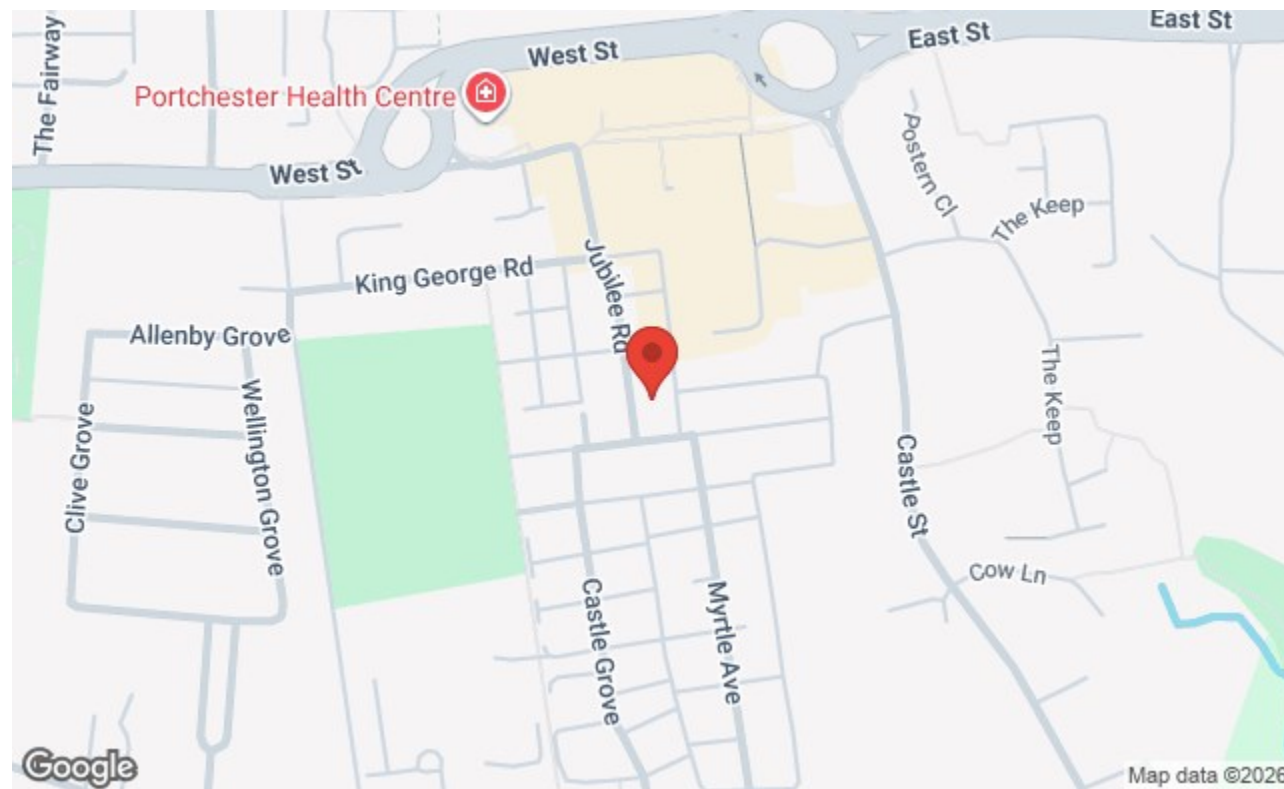 East St
East St
West St
The Fairway
Portchester Health Centre
West St
Postern Cl
The Keep
Jubilee Rd
King George Rd
Allenby Grove
The Keep
Clive Grove
Wellington Grove
Castle St
Cow Ln
Castle Grove
Myrtle Ave
Google
Map data ©2026